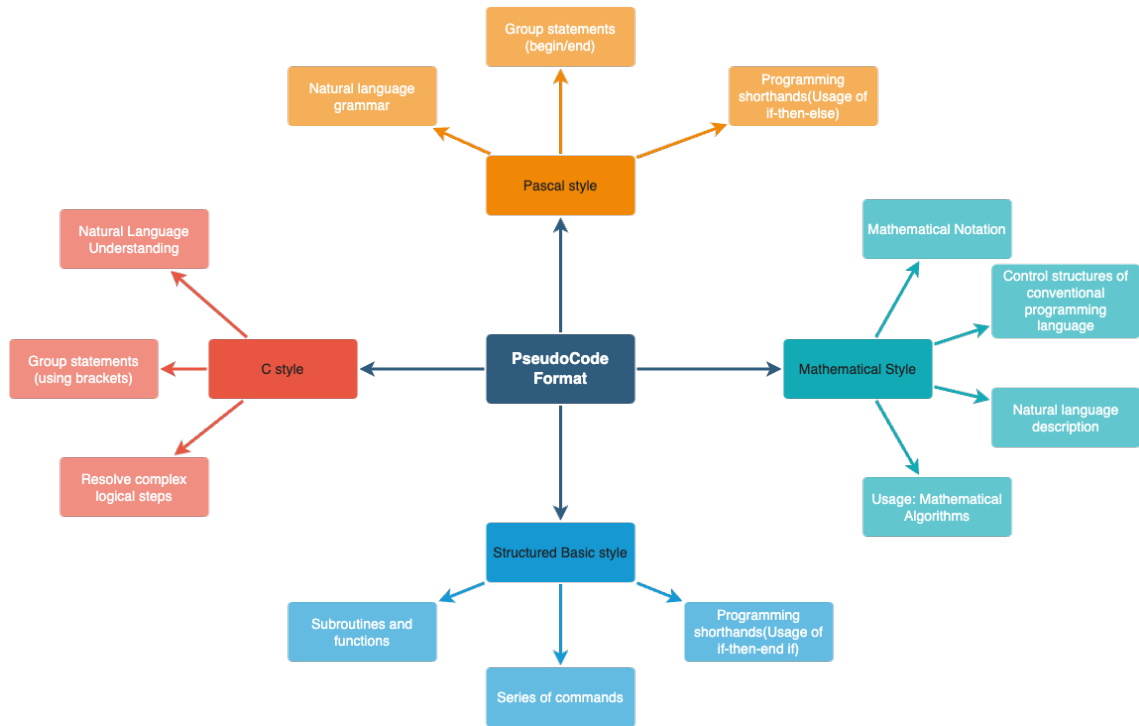 Group statements
(begin/end)
Natural language
grammar
Programming
shorthands(Usage of
if-then-else)
Pascal style
Natural Language
Understanding
Mathematical Notation
Control structures of
conventional
programming
language
Group statements
(using brackets)
C style
PseudoCode
Format
Mathematical Style
Natural language
description
Resolve complex
logical steps
Usage: Mathematical
Algorithms
Structured Basic style
Subroutines and
functions
Programming
shorthands(Usage of
if-then-end if)
Series of commands